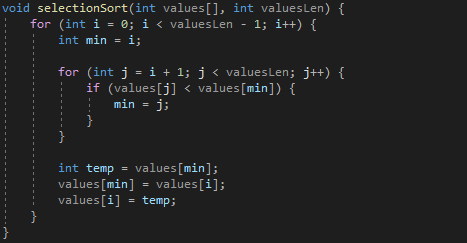 void selectionSort(int values[], int valuesLen) {
    for (int i = 0; i < valuesLen - 1; i++) {
        int min = i;

        for (int j = i + 1; j < valuesLen; j++) {
            if (values[j] < values[min]) {
                min = j;
            }
        }

        int temp = values[min];
        values[min] = values[i];
        values[i] = temp;
    }
}